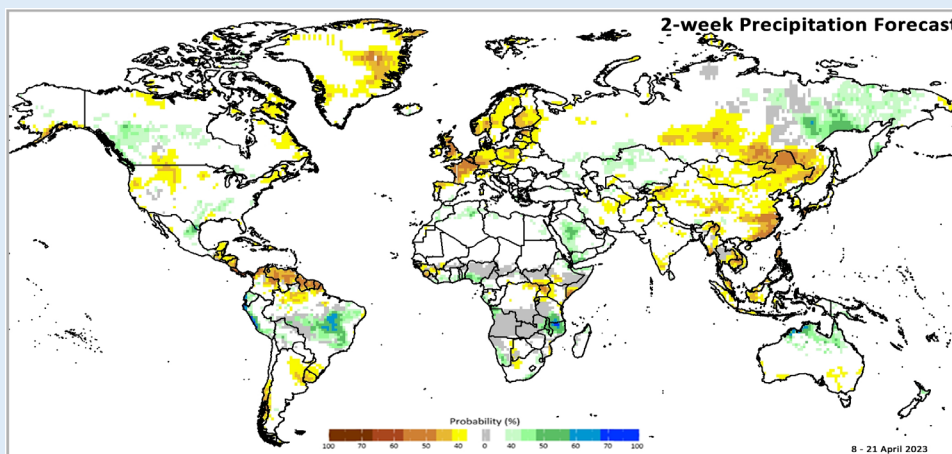 2-week Precipitation Forecast
Probability (%)
100 70 60 50 40 0 40 50 60 70 100
8 - 21 April 2023